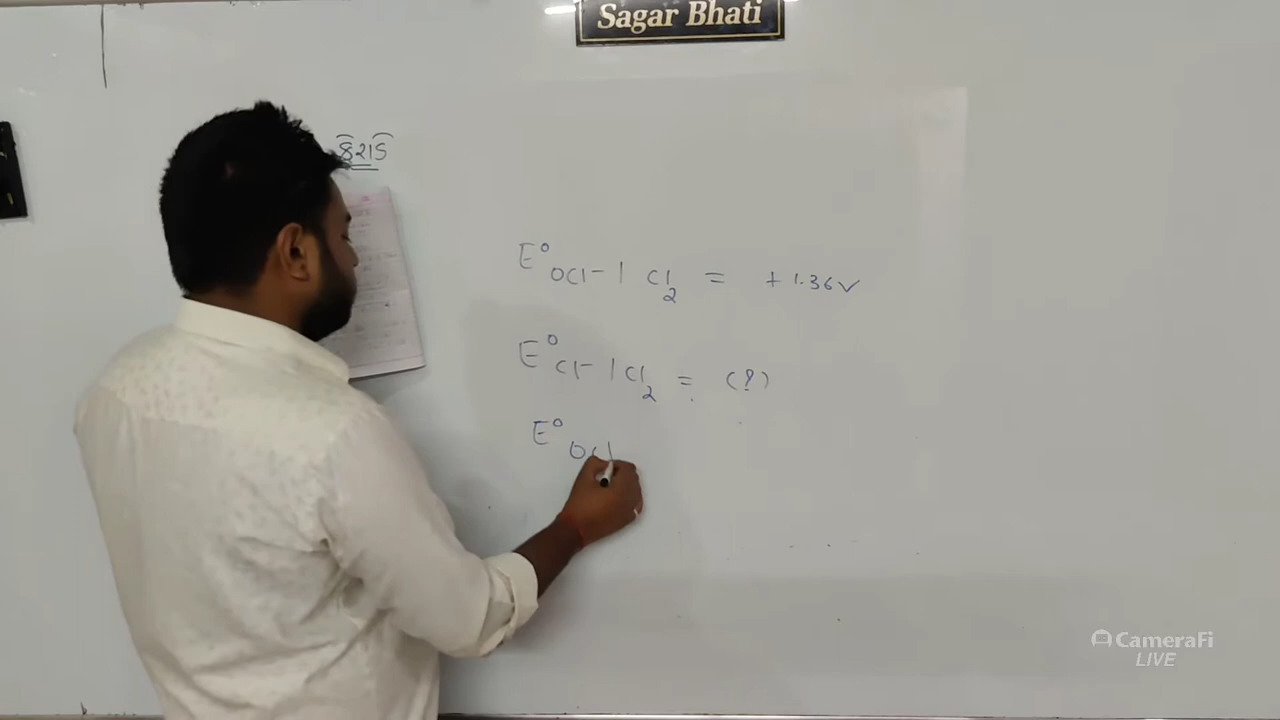 Sagar Bhati
8215
E° OCl- | Cl2 = +1.36V
E° Cl- | Cl2 = (?)
E° OCl
CameraFi
LIVE